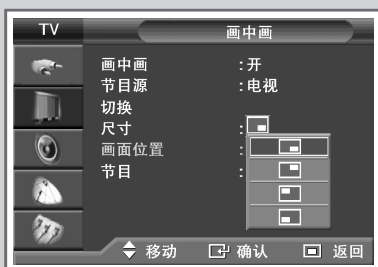 TV
画中画
画中画 :开
节目源 :电视
切换
尺寸 :
画面位置 :
节目 :
移动 确认 返回